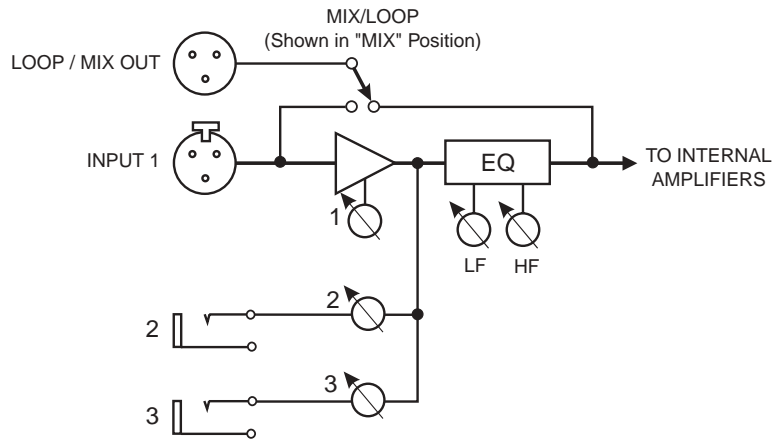 MIX/LOOP
(Shown in "MIX" Position)
LOOP / MIX OUT
INPUT 1
EQ
TO INTERNAL
AMPLIFIERS
1
LF
HF
2
2
3
3